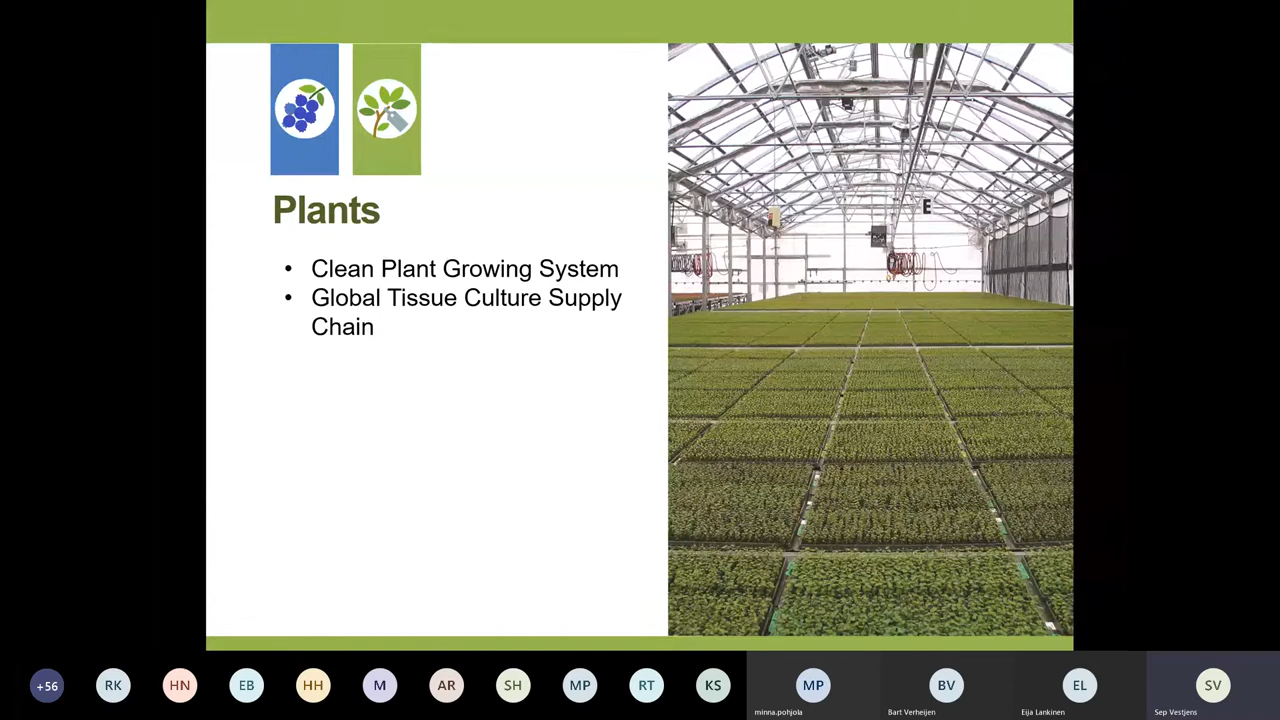 Plants
• Clean Plant Growing System
• Global Tissue Culture Supply
Chain
E
+56
RK
HN
EB
HH
M
AR
SH
MP
RT
KS
MP
BV
EL
SV
minna.pohjola
Bart Verheijen
Eija Lankinen
Sep Vestjens